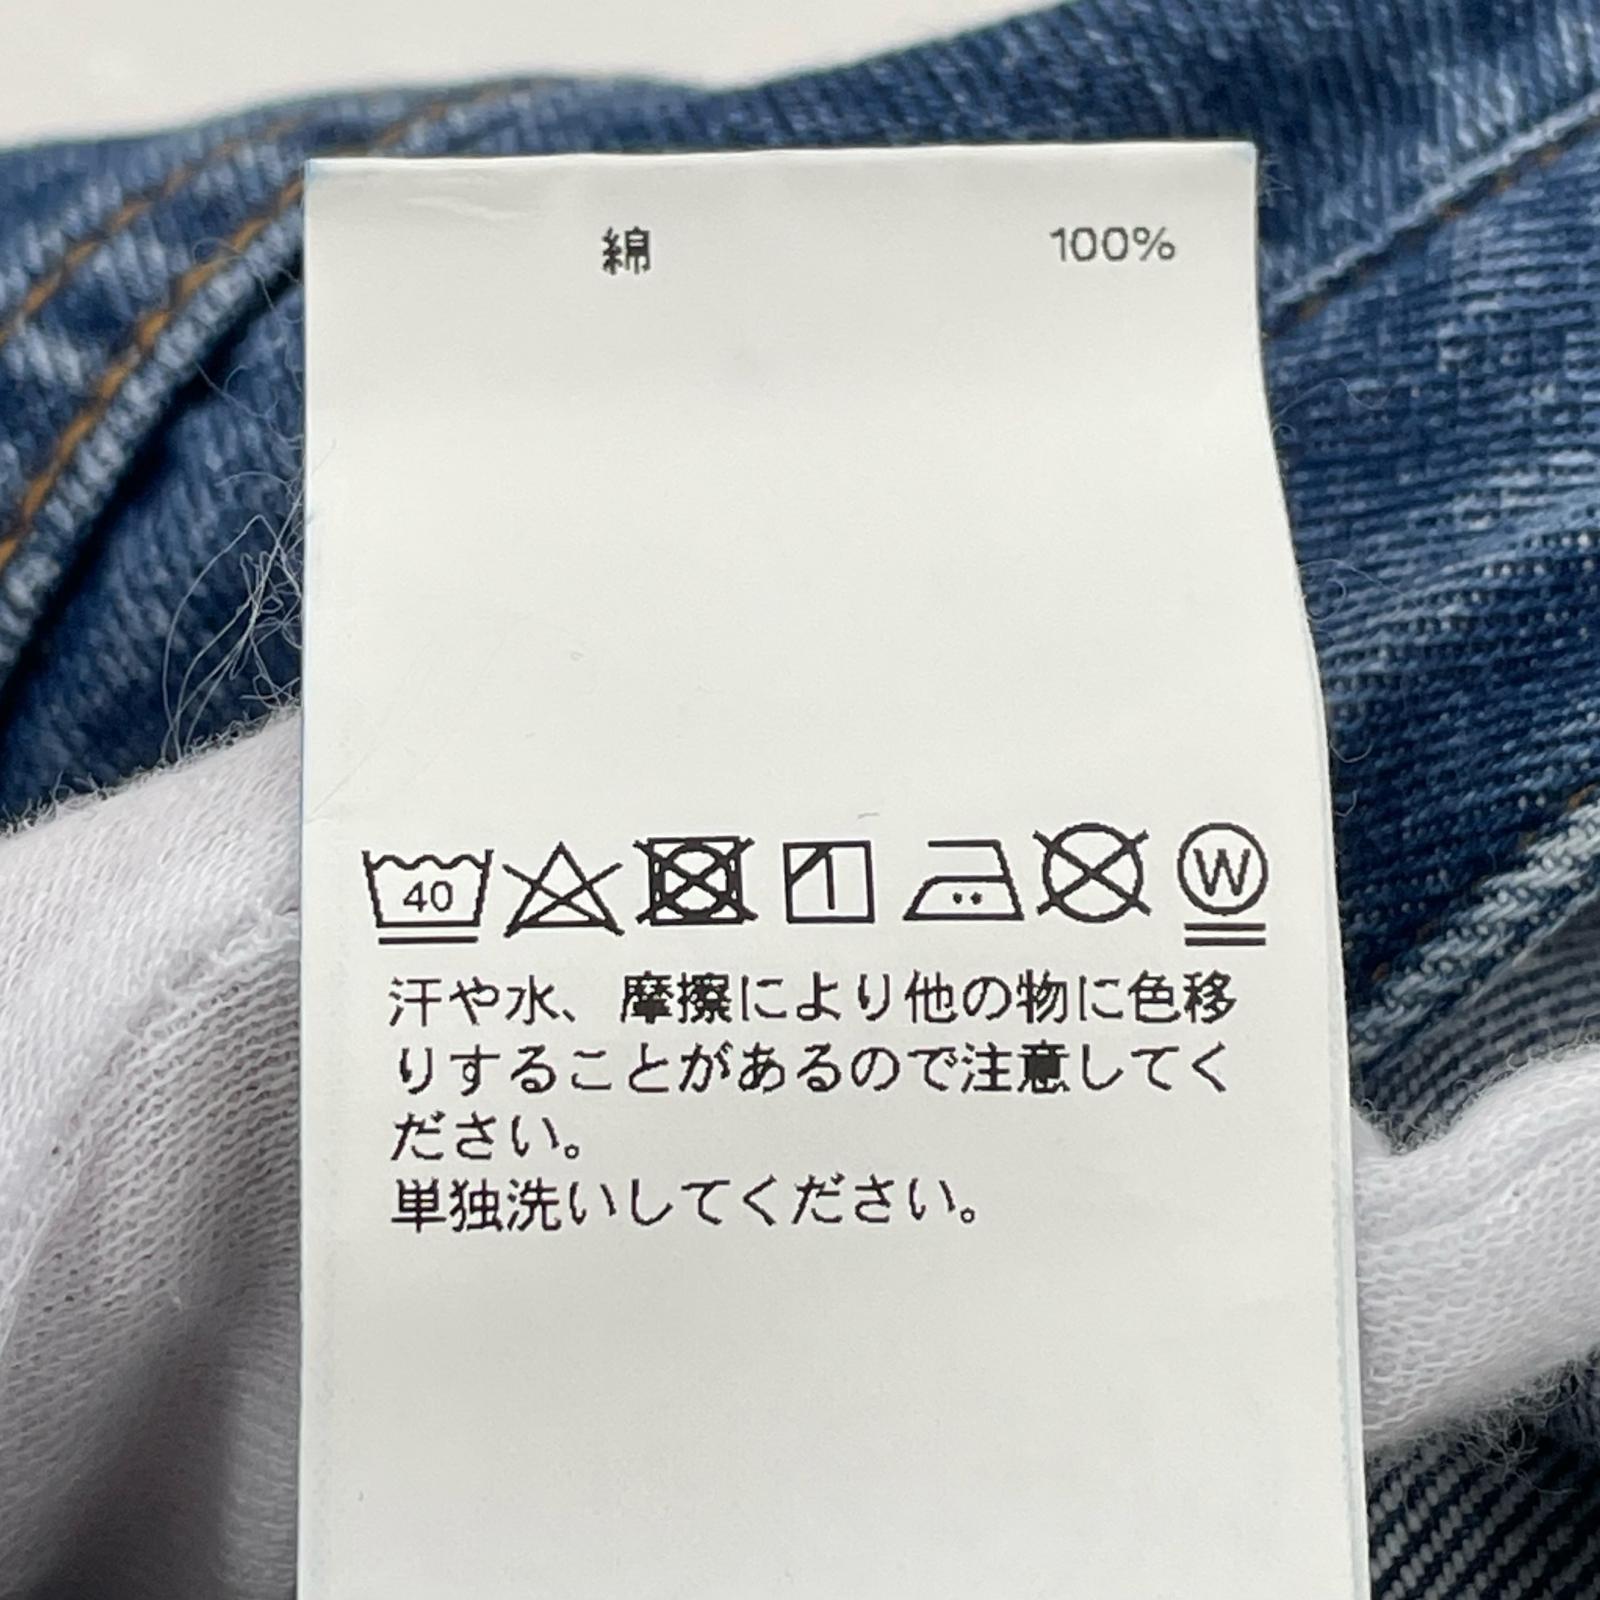 綿 100%
40 W
汗や水、摩擦により他の物に色移
りすることがあるので注意してく
ださい。
単独洗いしてください。